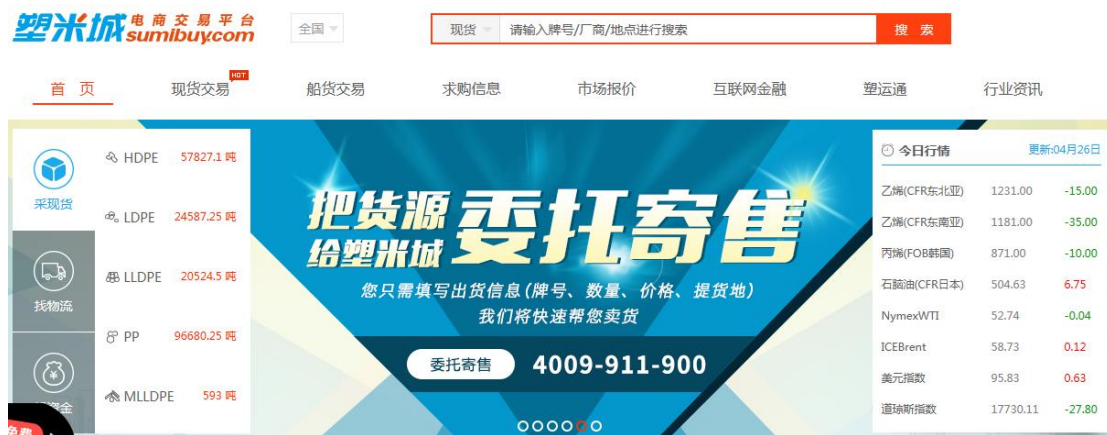 塑米城 电商交易平台
sumibuy.com
全国
现货 请输入牌号/厂商/地点进行搜索 搜 索
首 页 现货交易 HOT 船货交易 求购信息 市场报价 互联网金融 塑运通 行业资讯
采现货
找物流
资金
免费
HDPE 57827.1 吨
LDPE 24587.25 吨
LLDPE 20524.5 吨
PP 96680.25 吨
MLLDPE 593 吨
把货源
给塑米城
委托寄售
您只需填写出货信息(牌号、数量、价格、提货地)
我们将快速帮您卖货
委托寄售 4009-911-900
今日行情 更新:04月26日
乙烯(CFR东北亚) 1231.00 -15.00
乙烯(CFR东南亚) 1181.00 -35.00
丙烯(FOB韩国) 871.00 -10.00
石脑油(CFR日本) 504.63 6.75
NymexWTI 52.74 -0.04
ICEBrent 58.73 0.12
美元指数 95.83 0.63
道琼斯指数 17730.11 -27.80